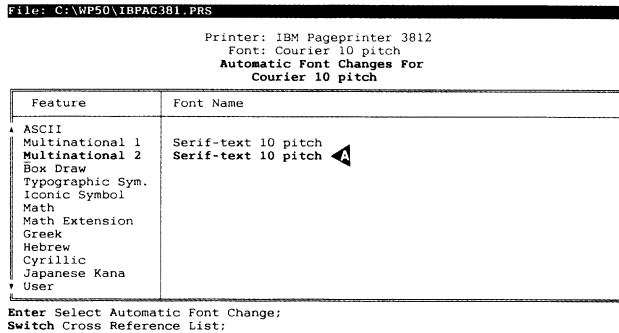 File: C:\WP50\IBPAG381.PRS
Printer: IBM Pageprinter 3812
Font: Courier 10 pitch
Automatic Font Changes For
Courier 10 pitch
Feature Font Name
ASCII
Multinational 1 Serif-text 10 pitch
Multinational 2 Serif-text 10 pitch A
Box Draw
Typographic Sym.
Iconic Symbol
Math
Math Extension
Greek
Hebrew
Cyrillic
Japanese Kana
User
Enter Select Automatic Font Change;
Switch Cross Reference List;